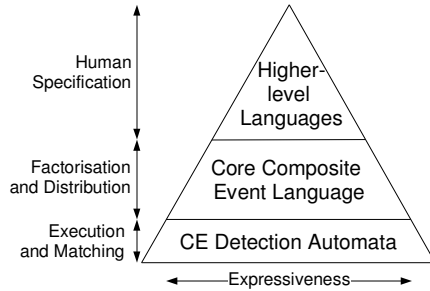 Human
Specification
Higher-
level
Languages
Factorisation
and Distribution
Core Composite
Event Language
Execution
and Matching
CE Detection Automata
Expressiveness